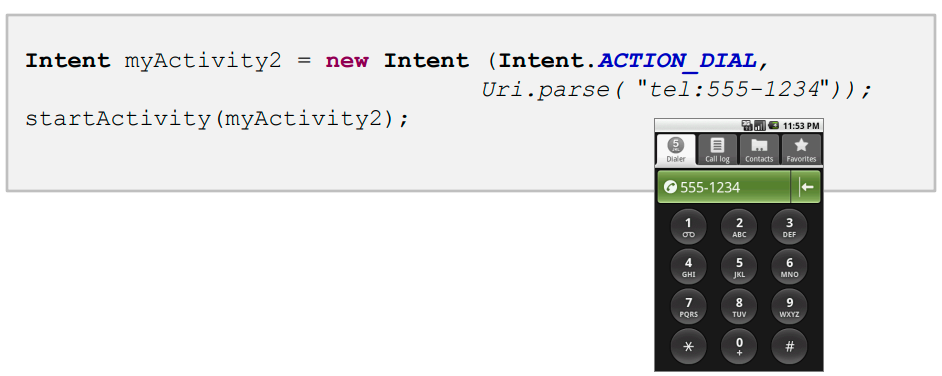 Intent myActivity2 = new Intent (Intent.ACTION_DIAL,
Uri.parse( "tel:555-1234"));
startActivity(myActivity2);
11:53 PM
Dialer Call log Contacts Favorites
555-1234
1 2 3
ABC DEF
4 5 6
GHI JKL MNO
7 8 9
PQRS TUV WXYZ
* 0 #
+